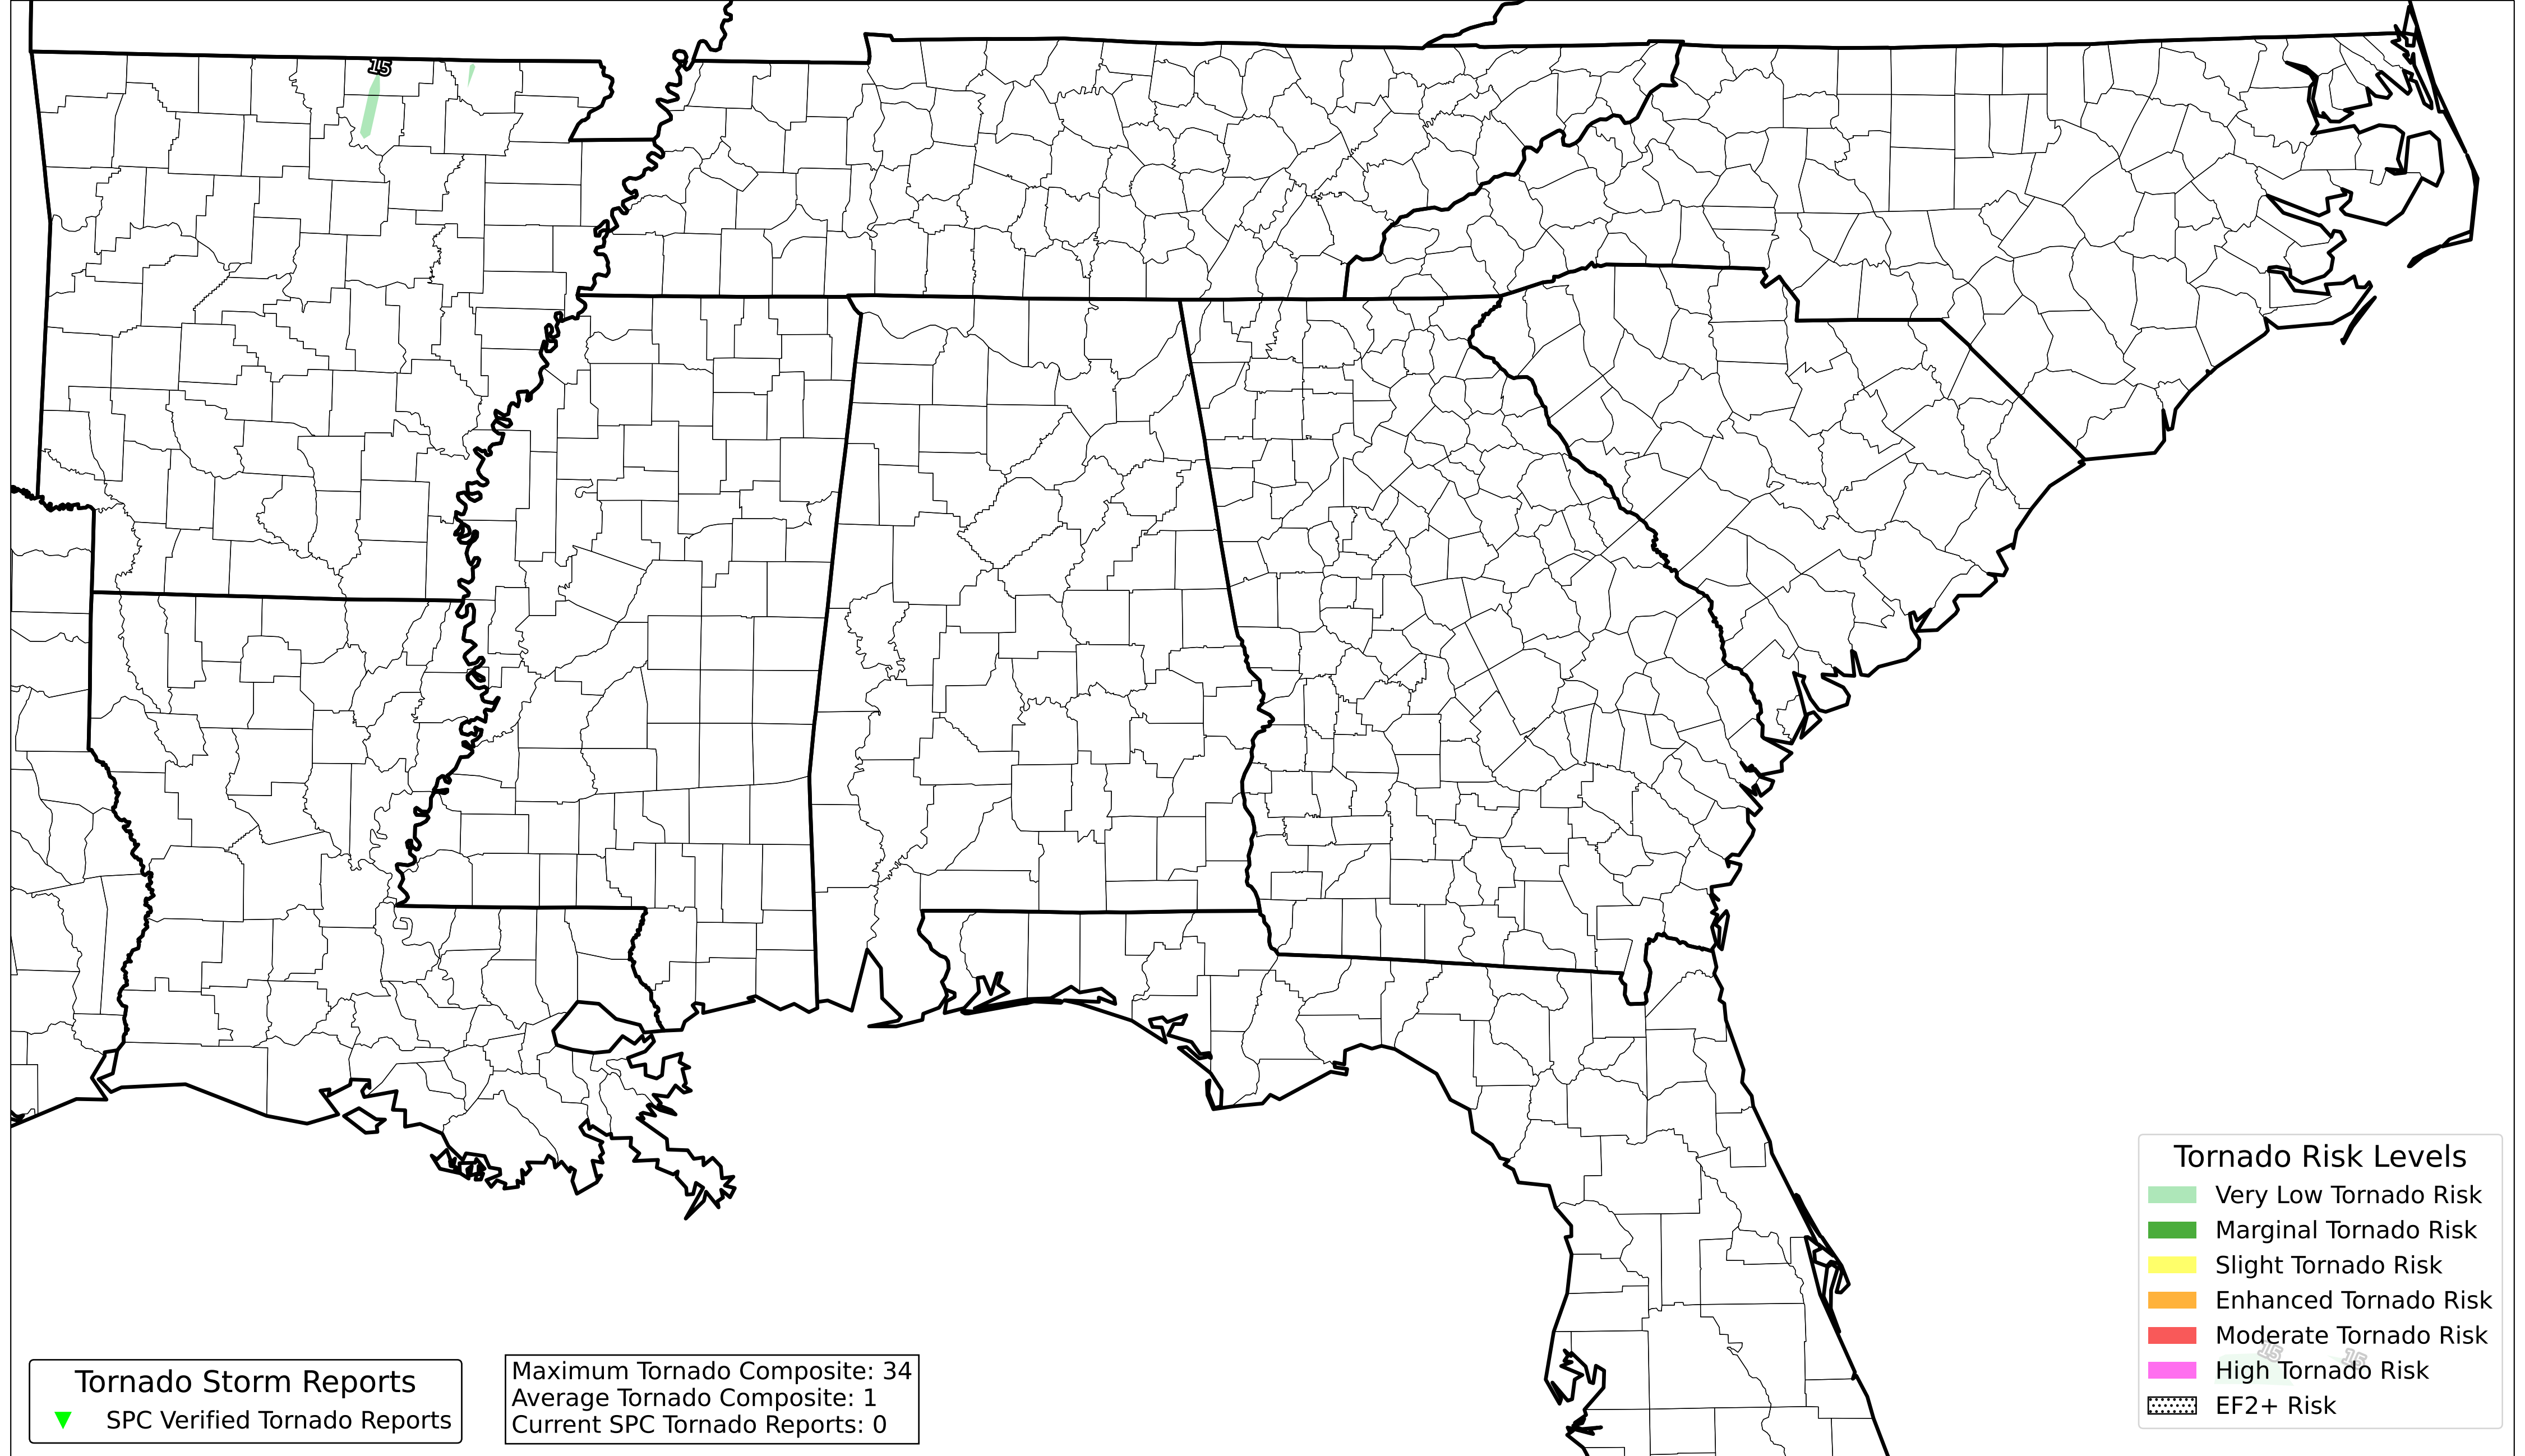 15
Tornado Risk Levels
Very Low Tornado Risk
Marginal Tornado Risk
Slight Tornado Risk
Enhanced Tornado Risk
Moderate Tornado Risk
15
15
High Tornado Risk
EF2+ Risk
Tornado Storm Reports
SPC Verified Tornado Reports
Maximum Tornado Composite: 34
Average Tornado Composite: 1
Current SPC Tornado Reports: 0